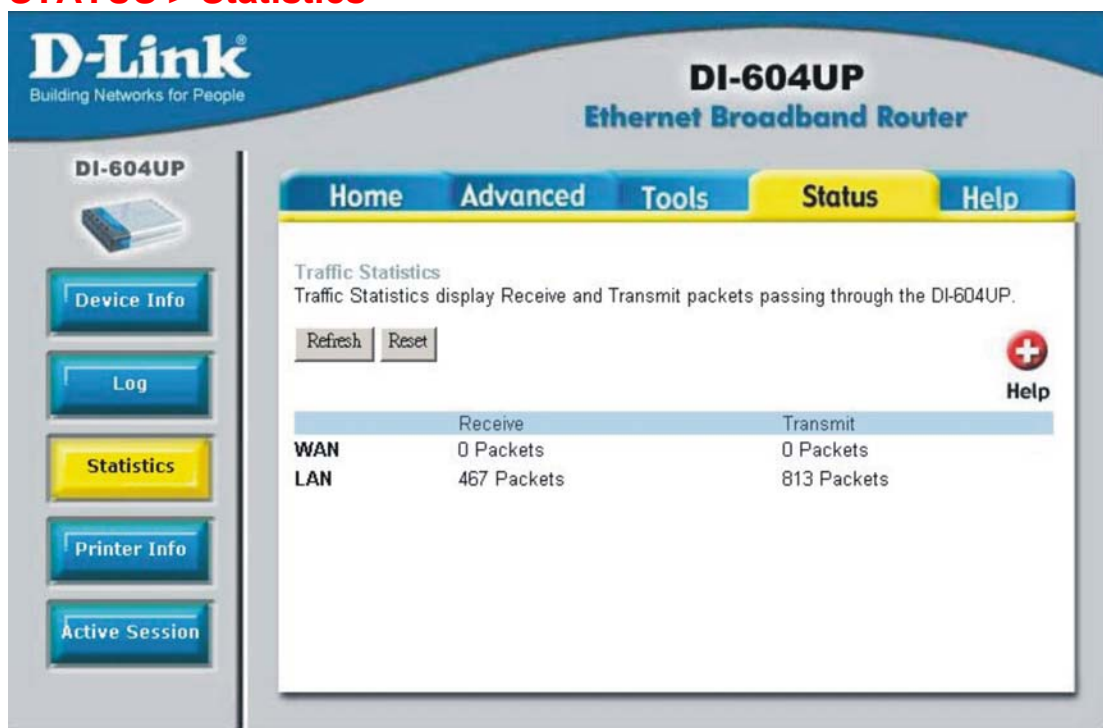 STATUS > Statistics
D-Link®
Building Networks for People
DI-604UP
Ethernet Broadband Router
DI-604UP
Home Advanced Tools Status Help
Device Info
Log
Statistics
Printer Info
Active Session
Traffic Statistics
Traffic Statistics display Receive and Transmit packets passing through the DI-604UP.
Refresh Reset
Help
Receive Transmit
WAN 0 Packets 0 Packets
LAN 467 Packets 813 Packets